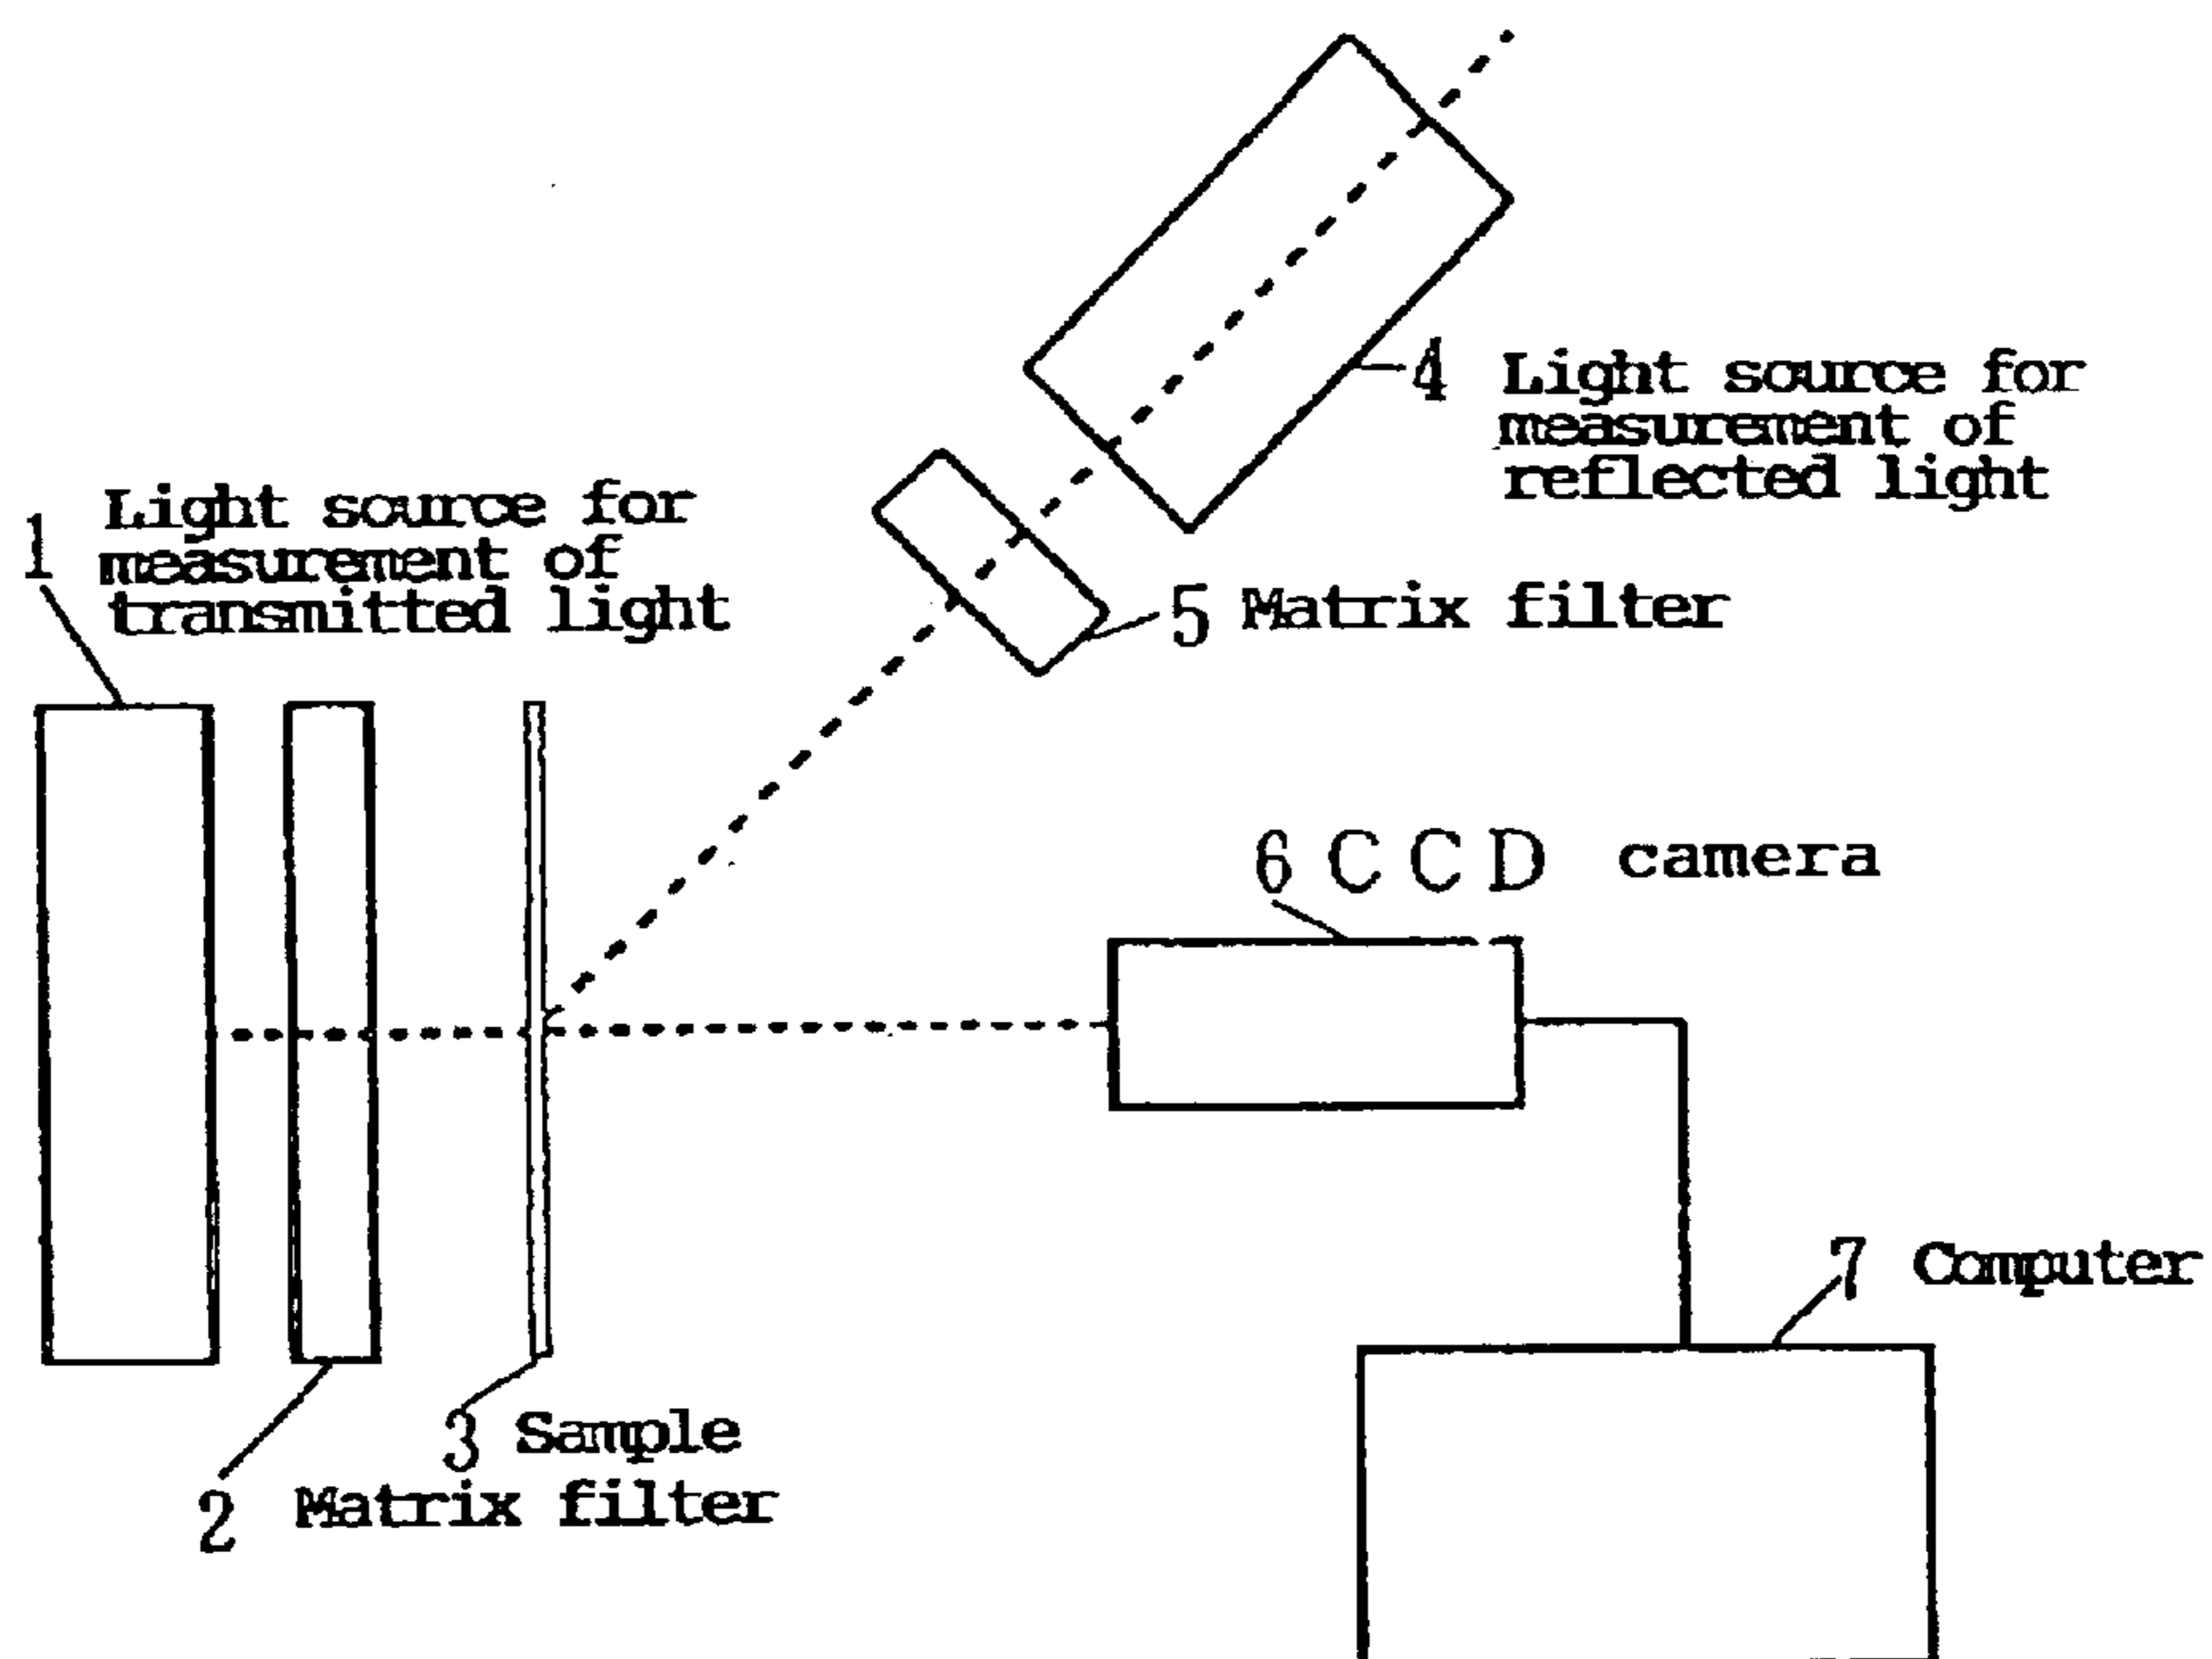 4 Light source for
measurement of
reflected light
1 Light source for
measurement of
transmitted light
5 Matrix filter
6 CCD camera
7 Computer
3 Sample
2 Matrix filter